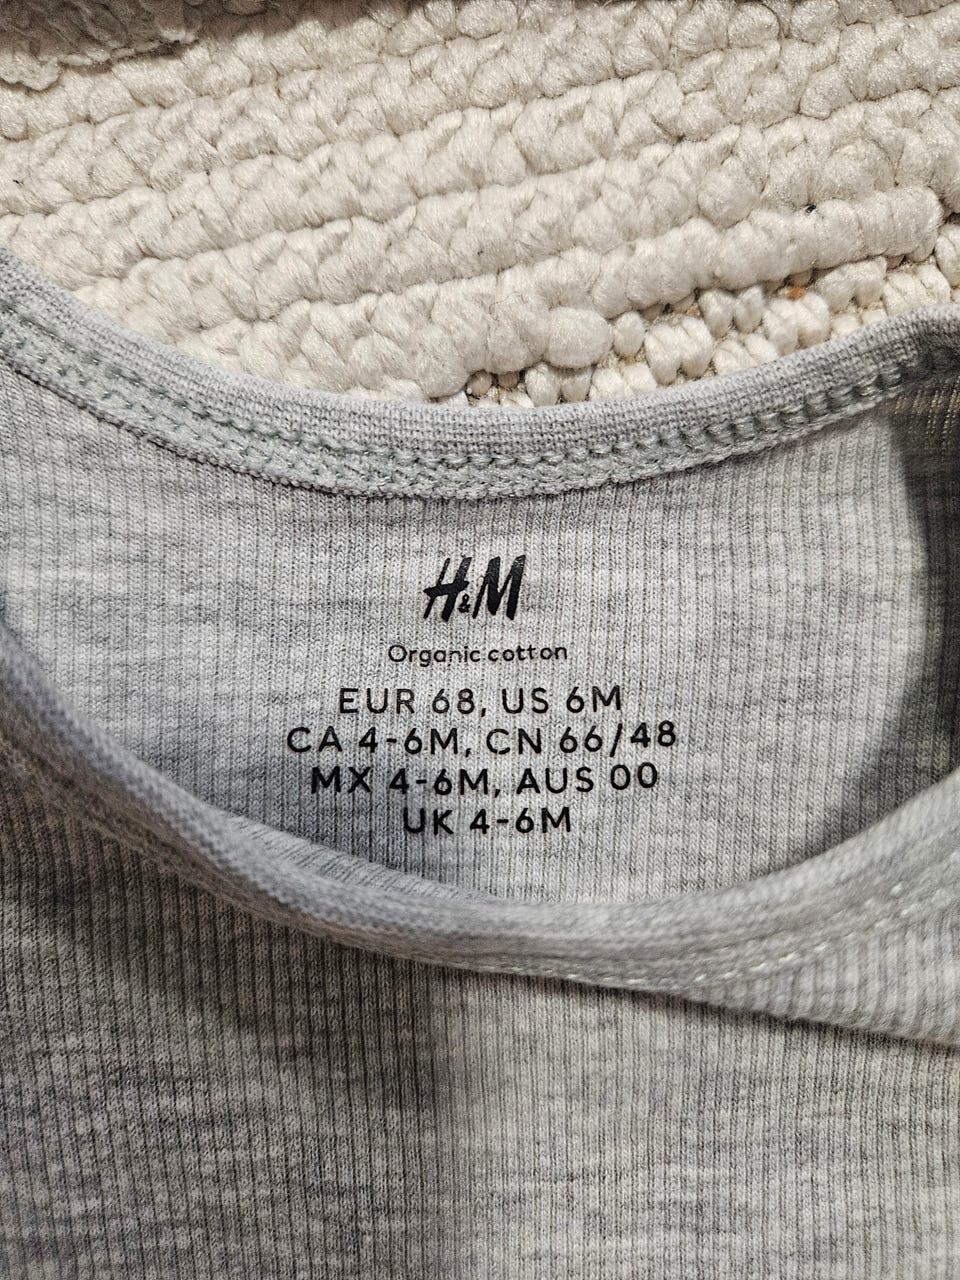 H&M
Organic cotton
EUR 68, US 6M
CA 4-6M, CN 66/48
MX 4-6M, AUS 00
UK 4-6M